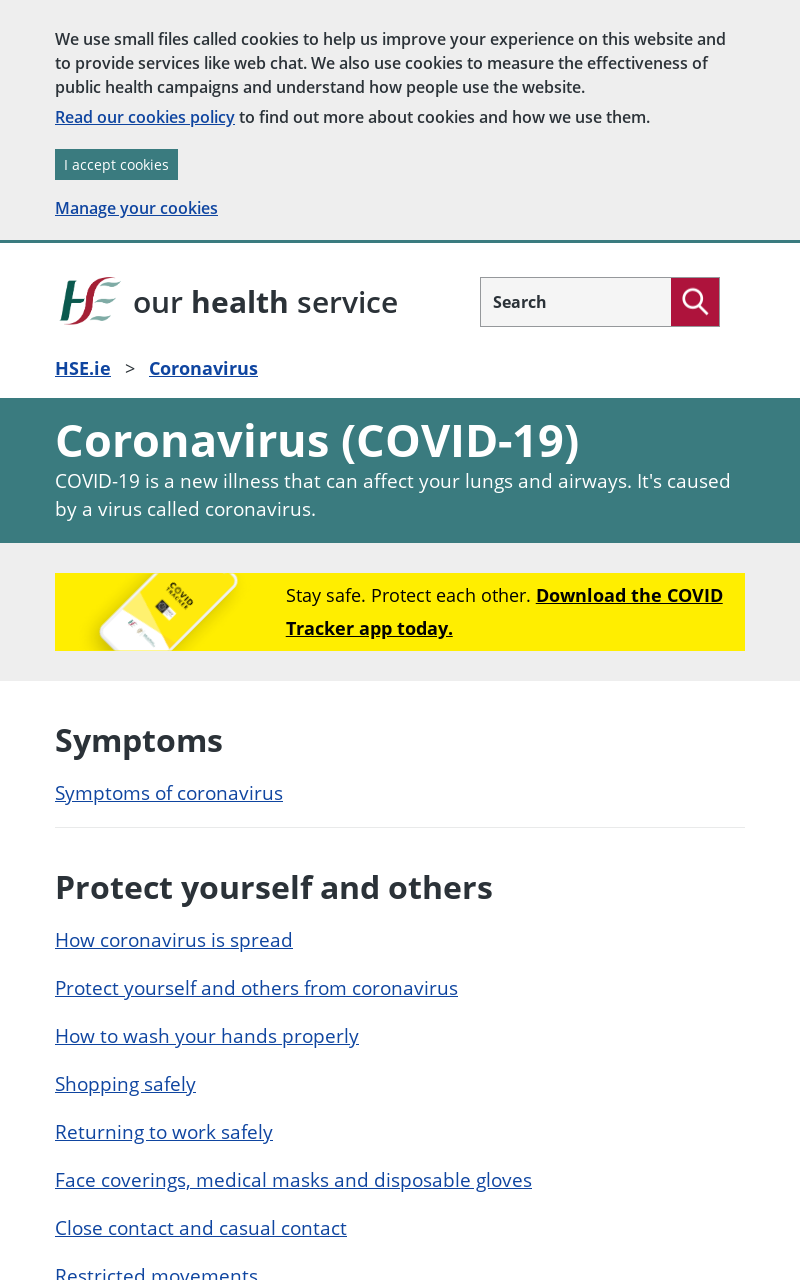 We use small files called cookies to help us improve your experience on this website and
to provide services like web chat. We also use cookies to measure the effectiveness of
public health campaigns and understand how people use the website.
Read our cookies policy to find out more about cookies and how we use them.
I accept cookies
Manage your cookies
HSE our health service
Search
HSE.ie > Coronavirus
Coronavirus (COVID-19)
COVID-19 is a new illness that can affect your lungs and airways. It's caused
by a virus called coronavirus.
COVID
TRACKER
Stay safe. Protect each other. Download the COVID
Tracker app today.
Symptoms
Symptoms of coronavirus
Protect yourself and others
How coronavirus is spread
Protect yourself and others from coronavirus
How to wash your hands properly
Shopping safely
Returning to work safely
Face coverings, medical masks and disposable gloves
Close contact and casual contact
Restricted movements